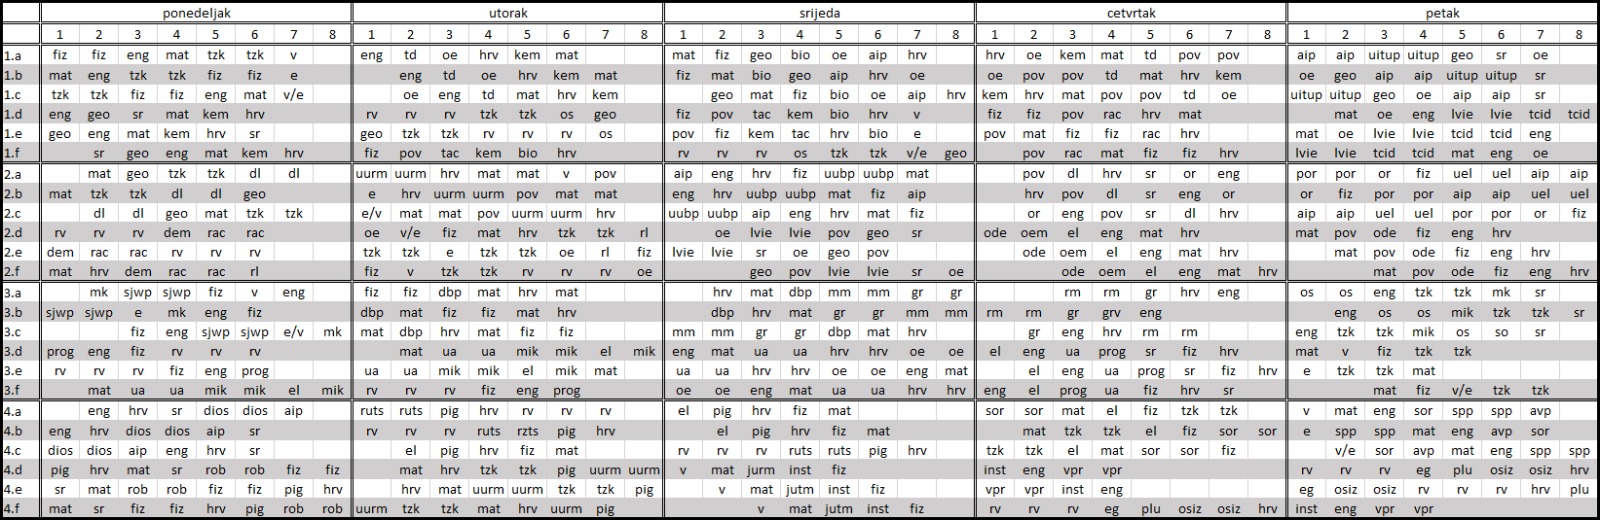 ponedeljak utorak srijeda cetvrtak petak
1 2 3 4 5 6 7 8 1 2 3 4 5 6 7 8 1 2 3 4 5 6 7 8 1 2 3 4 5 6 7 8 1 2 3 4 5 6 7 8
1.a fiz fiz eng mat tzk tzk v eng td oe hrv kem mat mat fiz geo bio oe aip hrv hrv oe kem mat td pov pov aip aip uitup uitup geo sr oe
1.b mat eng tzk tzk fiz fiz e eng td oe hrv kem mat fiz mat bio geo aip hrv oe oe pov pov td mat hrv kem oe geo aip aip uitup uitup sr
1.c tzk tzk fiz fiz eng mat v/e oe eng td mat hrv kem geo mat fiz bio oe aip hrv kem hrv mat pov pov td oe uitup uitup geo oe aip aip sr
1.d eng geo sr mat kem hrv rv rv rv tzk tzk os geo fiz pov tac kem bio hrv v fiz fiz pov rac hrv mat mat oe eng lvie lvie tcid tcid
1.e geo eng mat kem hrv sr geo tzk tzk rv rv rv os pov fiz kem tac hrv bio e pov mat fiz fiz rac hrv mat oe lvie lvie tcid tcid eng
1.f sr geo eng mat kem hrv fiz pov tac kem bio hrv rv rv rv os tzk tzk v/e geo pov rac mat fiz fiz hrv lvie lvie tcid tcid mat eng oe
2.a mat geo tzk tzk dl dl uurm uurm hrv mat mat v pov aip eng hrv fiz uubp uubp mat pov dl hrv sr or eng por por or fiz uel uel aip aip
2.b mat tzk tzk dl dl geo e hrv uurm uurm pov mat mat eng hrv uubp uubp mat fiz aip hrv pov dl sr eng or or fiz por por aip aip uel uel
2.c dl dl geo mat tzk tzk e/v mat mat pov uurm uurm hrv uubp uubp aip eng hrv mat fiz or eng pov sr dl hrv aip aip uel uel por por or fiz
2.d rv rv rv dem rac rac oe v/e fiz mat hrv tzk tzk rl oe lvie lvie pov geo sr ode oem el eng mat hrv mat pov ode fiz eng hrv
2.e dem rac rac rv rv rv tzk tzk e tzk tzk oe rl fiz lvie lvie sr oe geo pov ode oem el eng mat hrv mat pov ode fiz eng hrv
2.f mat hrv dem rac rac rl fiz v tzk tzk rv rv rv oe geo pov lvie lvie sr oe ode oem el eng mat hrv mat pov ode fiz eng hrv
3.a mk sjwp sjwp fiz v eng fiz fiz dbp mat hrv mat hrv mat dbp mm mm gr gr rm rm gr hrv eng os os eng tzk tzk mk sr
3.b sjwp sjwp e mk eng fiz dbp mat fiz fiz mat hrv dbp hrv mat gr gr mm mm rm rm gr grv eng eng os os mik tzk tzk sr
3.c fiz eng sjwp sjwp e/v mk mat dbp hrv mat fiz fiz mm mm gr gr dbp mat hrv gr eng hrv rm rm eng tzk tzk mik os so sr
3.d prog eng fiz rv rv rv mat ua ua mik mik el mik eng mat ua ua hrv hrv oe oe el eng ua prog sr fiz hrv mat v fiz tzk tzk
3.e rv rv rv fiz eng prog ua ua mik mik el mik mat ua ua hrv hrv oe oe eng mat el eng ua prog sr fiz hrv e tzk tzk mat
3.f mat ua ua mik mik el mik rv rv rv fiz eng prog oe oe eng mat ua ua hrv hrv eng el prog ua fiz hrv sr mat fiz v/e tzk tzk
4.a eng hrv sr dios dios aip ruts ruts pig hrv rv rv rv el pig hrv fiz mat sor sor mat el fiz tzk tzk v mat eng sor spp spp avp
4.b eng hrv dios dios aip sr rv rv rv ruts rzts pig hrv el pig hrv fiz mat mat tzk tzk el fiz sor sor e spp spp mat eng avp sor
4.c dios dios aip eng hrv sr el pig hrv fiz mat rv rv rv ruts ruts pig hrv tzk tzk el mat sor sor fiz v/e sor avp mat eng spp spp
4.d pig hrv mat sr rob rob fiz fiz mat hrv tzk tzk pig uurm uurm v mat jurm inst fiz inst eng vpr vpr rv rv rv eg plu osiz osiz hrv
4.e sr mat rob rob fiz fiz pig hrv hrv mat uurm uurm tzk tzk pig v mat jutm inst fiz vpr vpr inst eng eg osiz osiz rv rv rv hrv plu
4.f mat sr fiz fiz hrv pig rob rob uurm tzk tzk mat hrv uurm pig v mat jutm inst fiz rv rv rv eg plu osiz osiz hrv inst eng vpr vpr